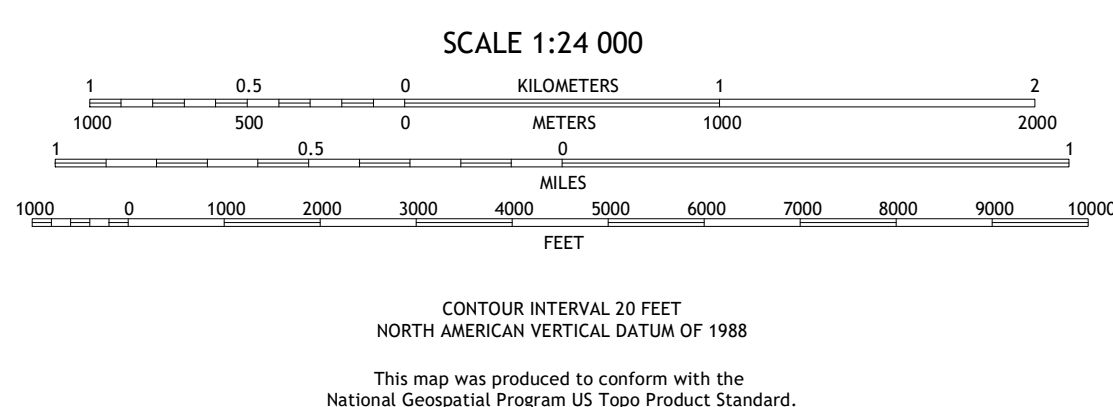 SCALE 1:24 000
1 0.5 0 KILOMETERS 1 2
1000 500 0 METERS 1000 2000
1 0.5 0 1
MILES
1000 0 1000 2000 3000 4000 5000 6000 7000 8000 9000 10000
FEET
CONTOUR INTERVAL 20 FEET
NORTH AMERICAN VERTICAL DATUM OF 1988
This map was produced to conform with the
National Geospatial Program US Topo Product Standard.